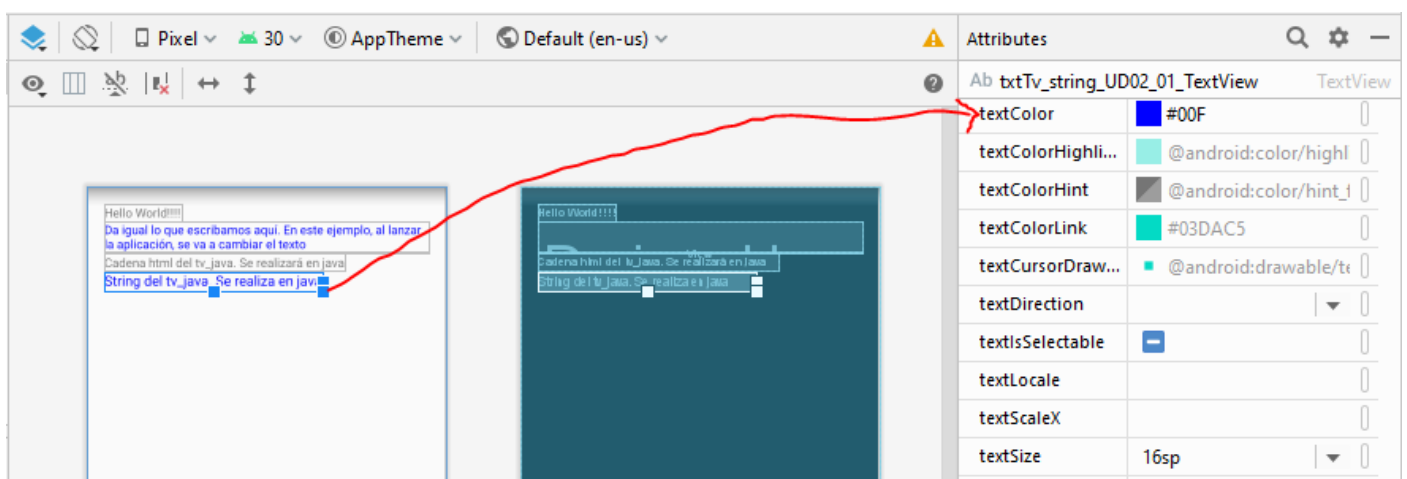 Pixel 30 AppTheme Default (en-us)
Attributes
Ab txtTv_string_UD02_01_TextView TextView
textColor #00F
textColorHighli... @android:color/highl
textColorHint @android:color/hint_
textColorLink #03DAC5
textCursorDraw... @android:drawable/te
textDirection
textIsSelectable
textLocale
textScaleX
textSize 16sp
Hello World!!!!!
Da igual lo que escribamos aquí. En este ejemplo, al lanzar
la aplicación, se va a cambiar el texto
Cadena html del tv_java. Se realizará en java
String del tv_java. Se realiza en java
Hello World!!!!
Cadena html del tv_java. Se realizará en java
String del tv_java. Se realiza en java